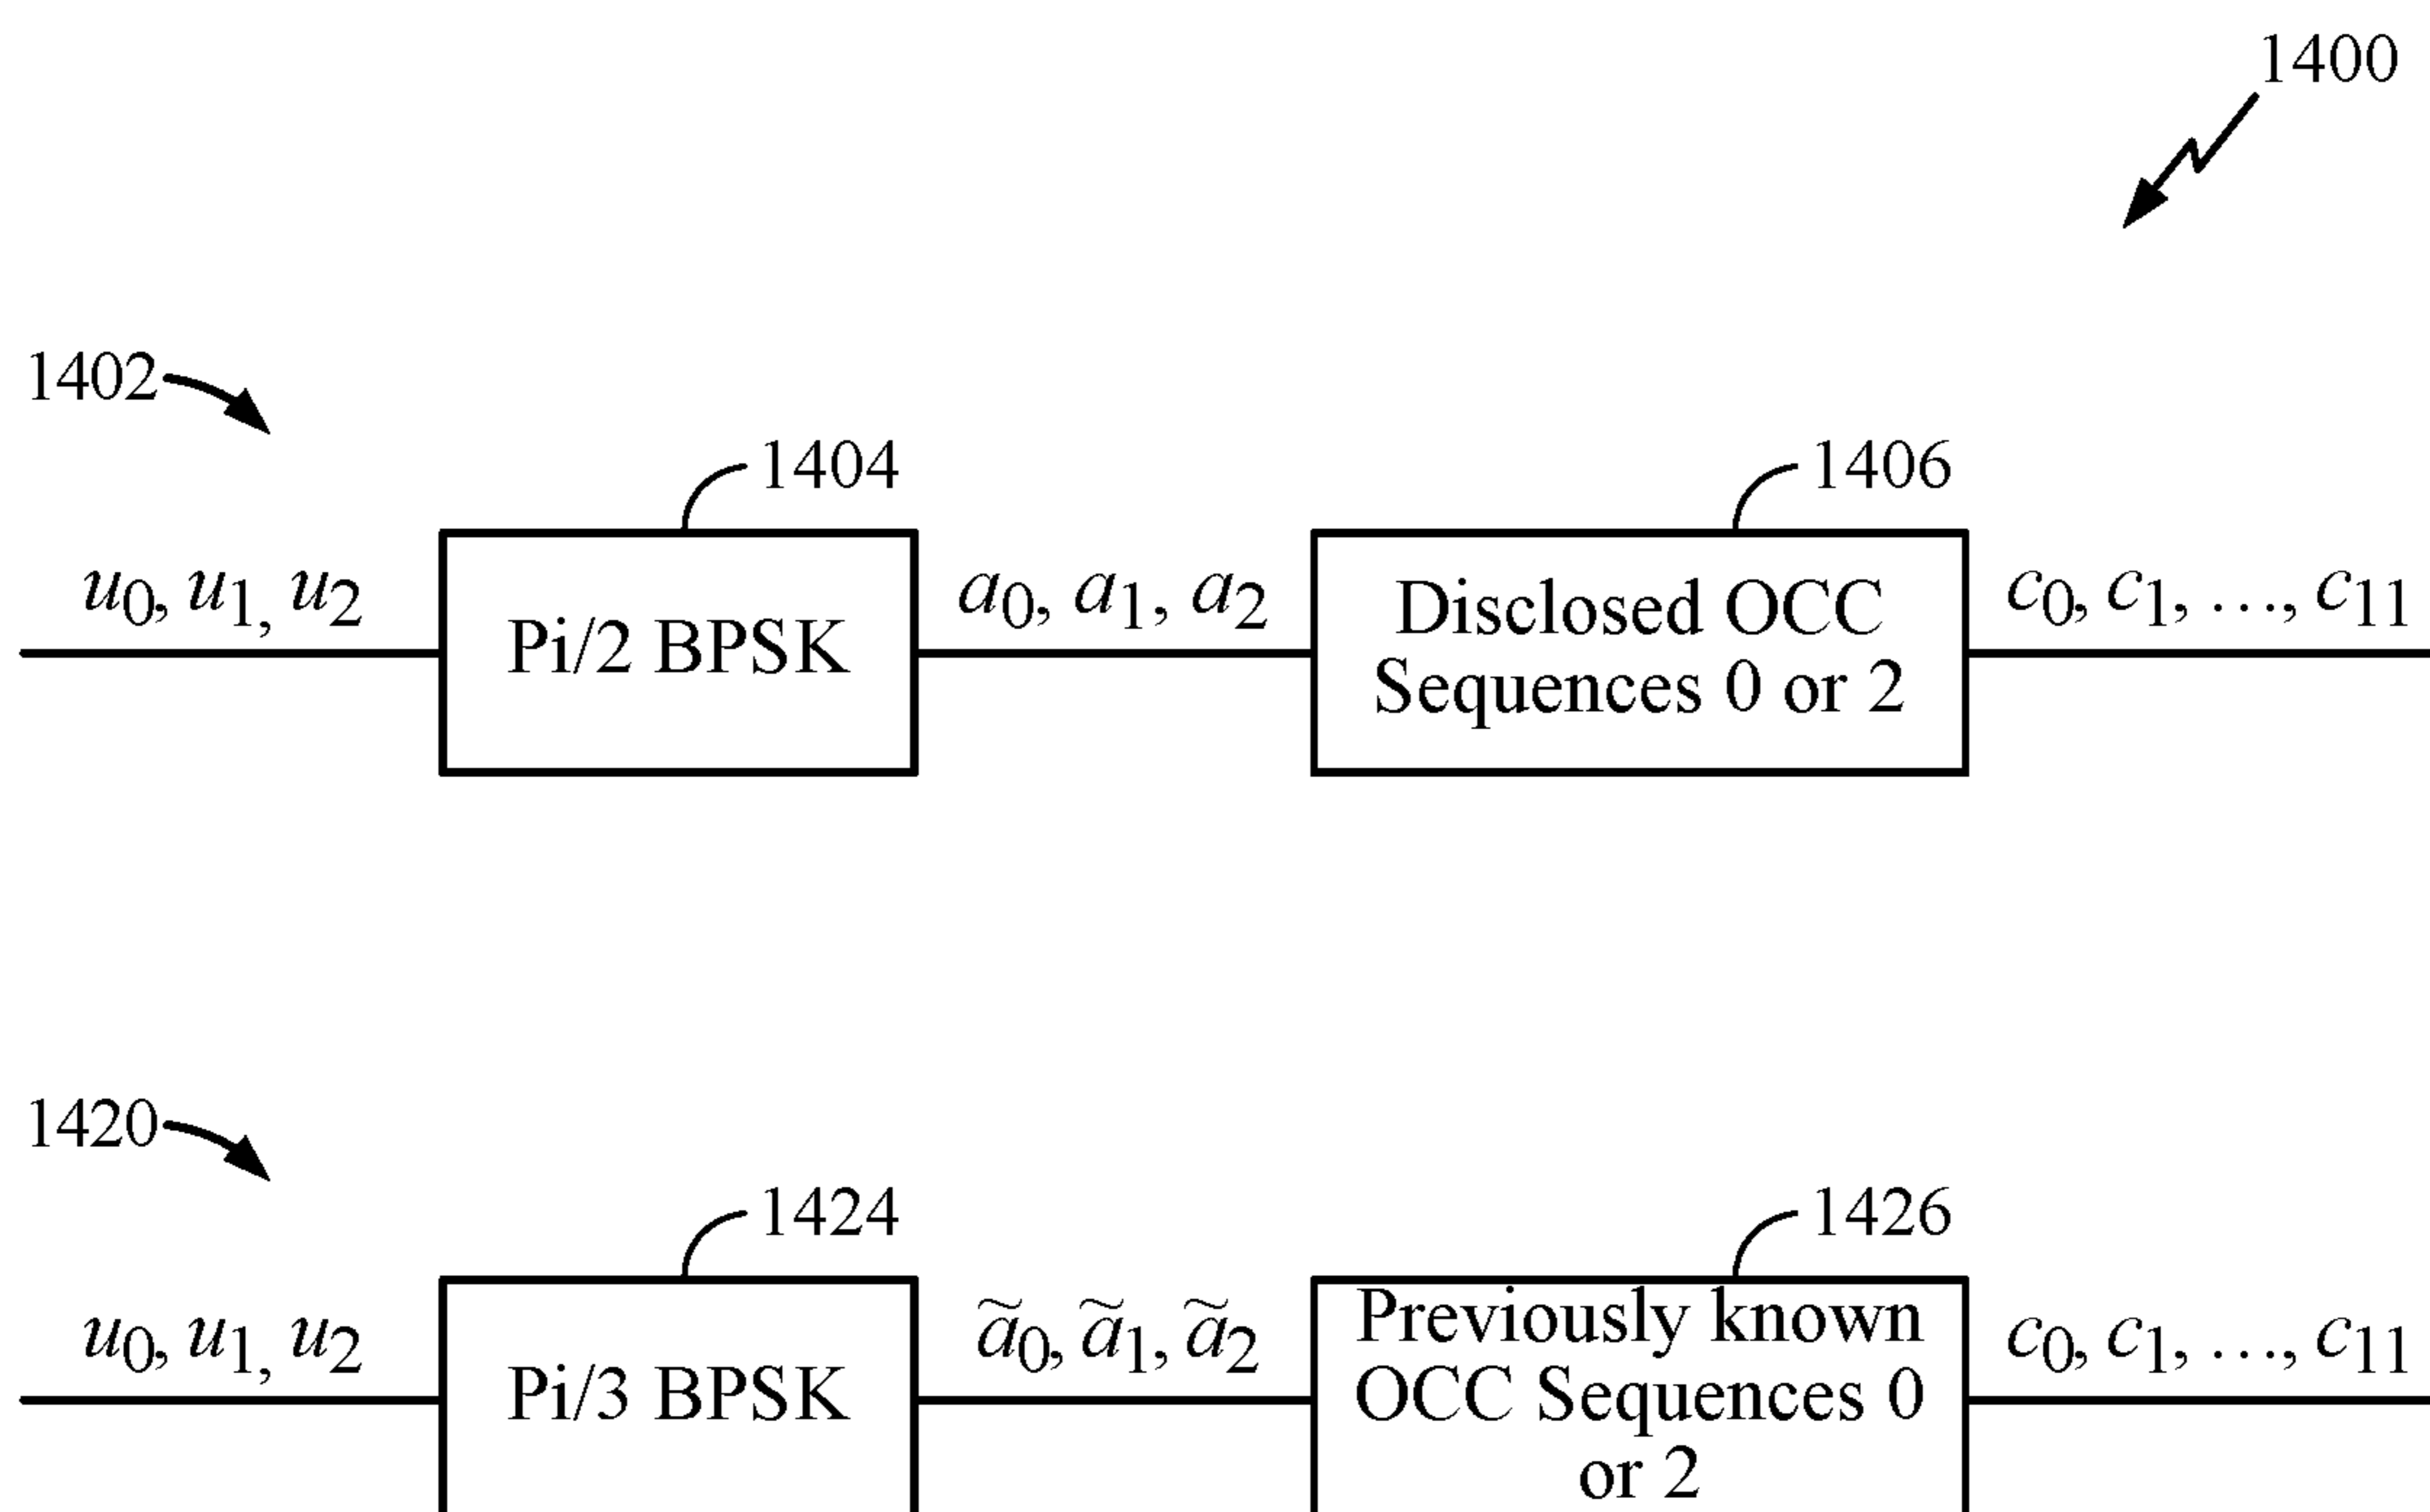 1400
1402
1404
1406
u0, u1, u2
Pi/2 BPSK
a0, a1, a2
Disclosed OCC
Sequences 0 or 2
c0, c1, ..., c11
1420
1424
1426
u0, u1, u2
Pi/3 BPSK
ã0, ã1, ã2
Previously known
OCC Sequences 0
or 2
c0, c1, ..., c11